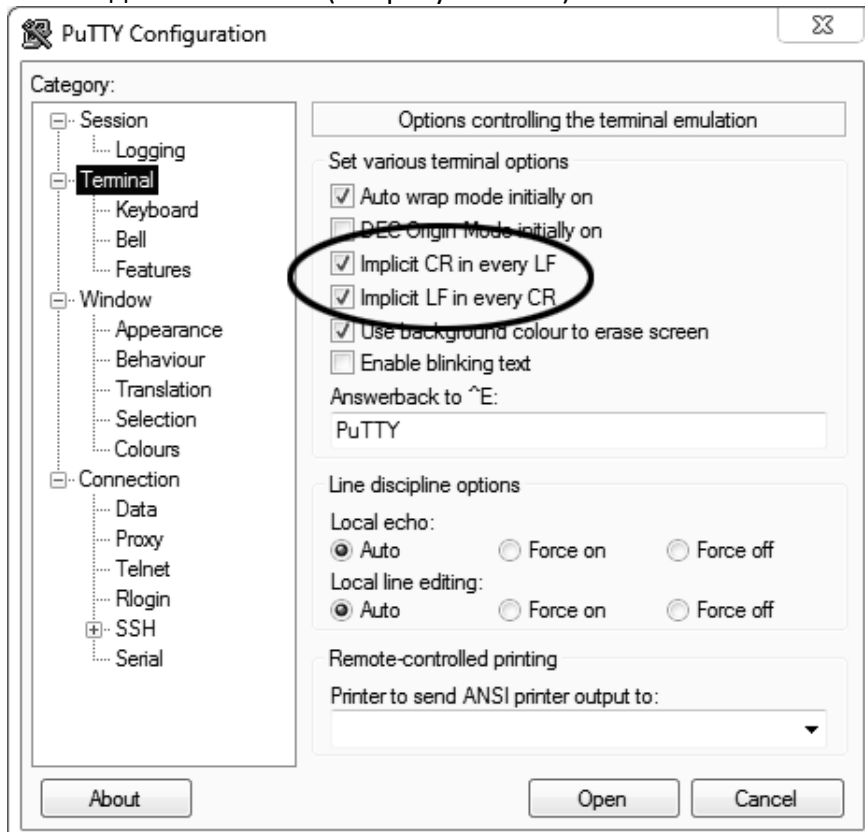 PuTTY Configuration
Category:
Session
Logging
Terminal
Keyboard
Bell
Features
Window
Appearance
Behaviour
Translation
Selection
Colours
Connection
Data
Proxy
Telnet
Rlogin
SSH
Serial
Options controlling the terminal emulation
Set various terminal options
Auto wrap mode initially on
DEC Origin Mode initially on
Implicit CR in every LF
Implicit LF in every CR
Use background colour to erase screen
Enable blinking text
Answerback to ^E:
PuTTY
Line discipline options
Local echo:
Auto Force on Force off
Local line editing:
Auto Force on Force off
Remote-controlled printing
Printer to send ANSI printer output to:
About Open Cancel